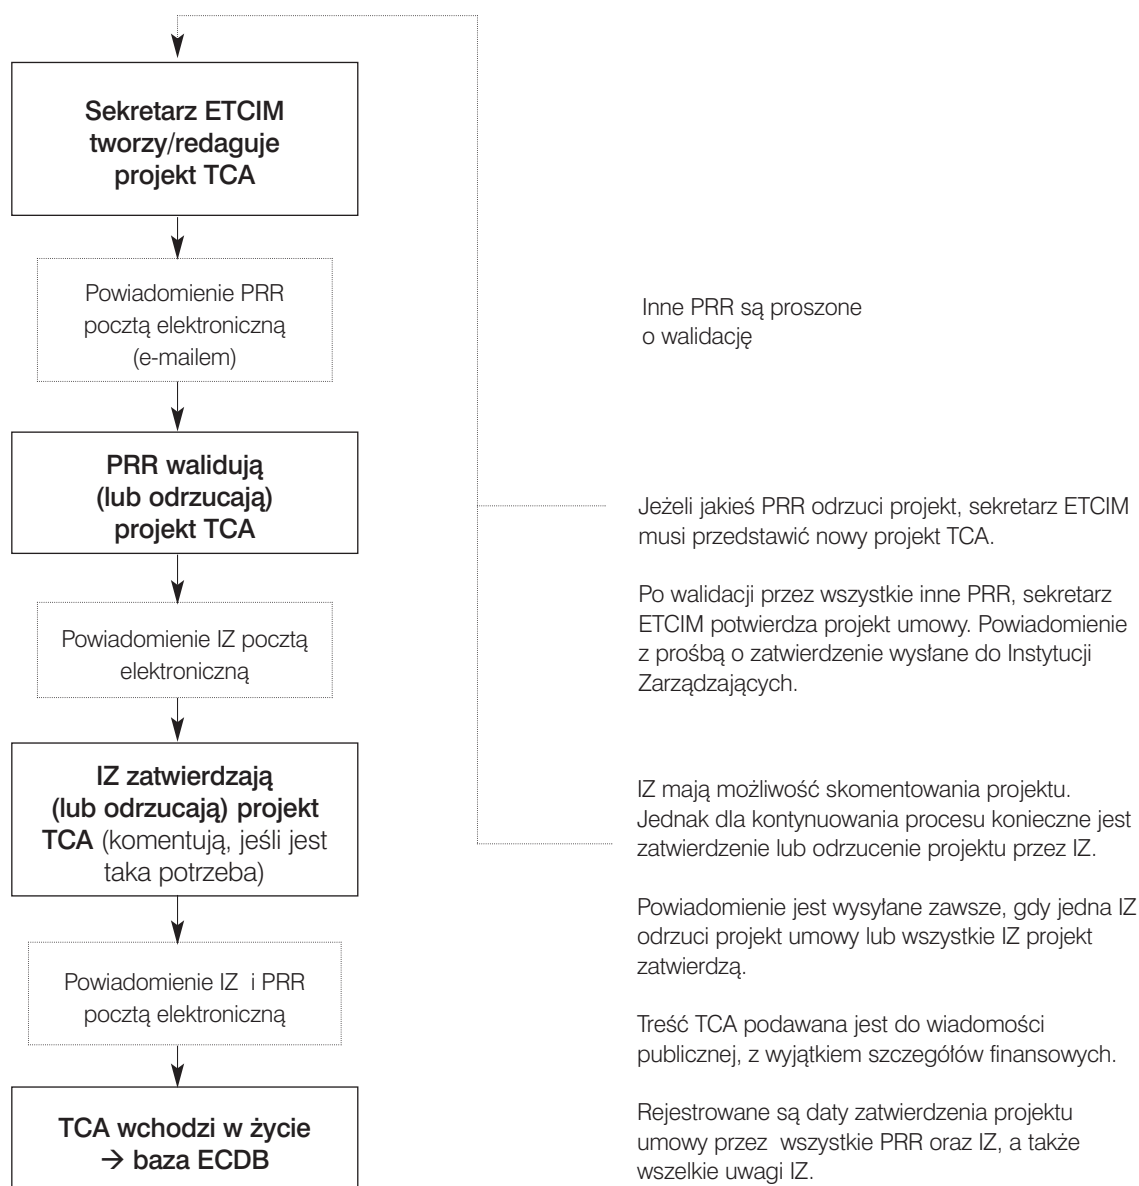 Sekretarz ETCIM
tworzy/redaguje
projekt TCA
Powiadomienie PRR
pocztą elektroniczną
(e-mailem)
Inne PRR są proszone
o walidację
PRR walidują
(lub odrzucają)
projekt TCA
Jeżeli jakieś PRR odrzuci projekt, sekretarz ETCIM
musi przedstawić nowy projekt TCA.
Po walidacji przez wszystkie inne PRR, sekretarz
ETCIM potwierdza projekt umowy. Powiadomienie
z prośbą o zatwierdzenie wysłane do Instytucji
Zarządzających.
Powiadomienie IZ pocztą
elektroniczną
IZ zatwierdzają
(lub odrzucają) projekt
TCA (komentują, jeśli jest
taka potrzeba)
IZ mają możliwość skomentowania projektu.
Jednak dla kontynuowania procesu konieczne jest
zatwierdzenie lub odrzucenie projektu przez IZ.
Powiadomienie jest wysyłane zawsze, gdy jedna IZ
odrzuci projekt umowy lub wszystkie IZ projekt
zatwierdzą.
Powiadomienie IZ i PRR
pocztą elektroniczną
Treść TCA podawana jest do wiadomości
publicznej, z wyjątkiem szczegółów finansowych.
TCA wchodzi w życie
→ baza ECDB
Rejestrowane są daty zatwierdzenia projektu
umowy przez wszystkie PRR oraz IZ, a także
wszelkie uwagi IZ.